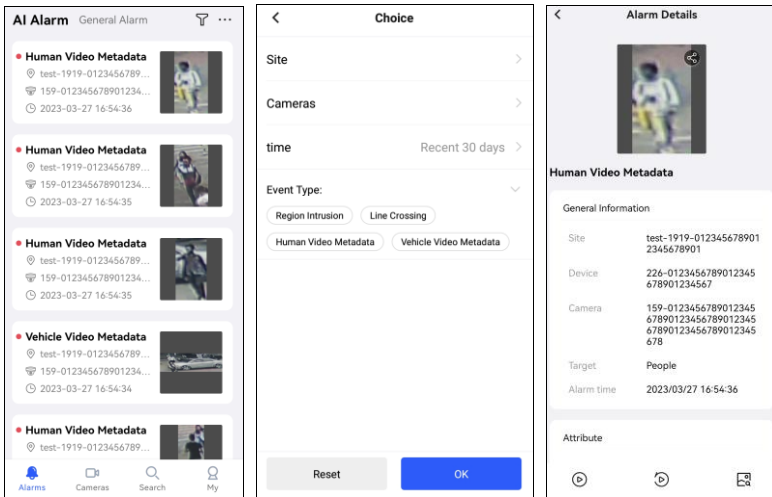 AI Alarm General Alarm
Human Video Metadata
test-1919-0123456789...
159-012345678901234...
2023-03-27 16:54:36
Human Video Metadata
test-1919-0123456789...
159-012345678901234...
2023-03-27 16:54:35
Human Video Metadata
test-1919-0123456789...
159-012345678901234...
2023-03-27 16:54:35
Vehicle Video Metadata
test-1919-0123456789...
159-012345678901234...
2023-03-27 16:54:34
Human Video Metadata
test-1919-0123456789...
Alarms Cameras Search My
Choice
Site
Cameras
time Recent 30 days
Event Type:
Region Intrusion Line Crossing
Human Video Metadata Vehicle Video Metadata
Reset OK
Alarm Details
Human Video Metadata
General Information
Site test-1919-012345678901
2345678901
Device 226-0123456789012345
678901234567
Camera 159-0123456789012345
67890123456789012345
67890123456789012345
678
Target People
Alarm time 2023/03/27 16:54:36
Attribute